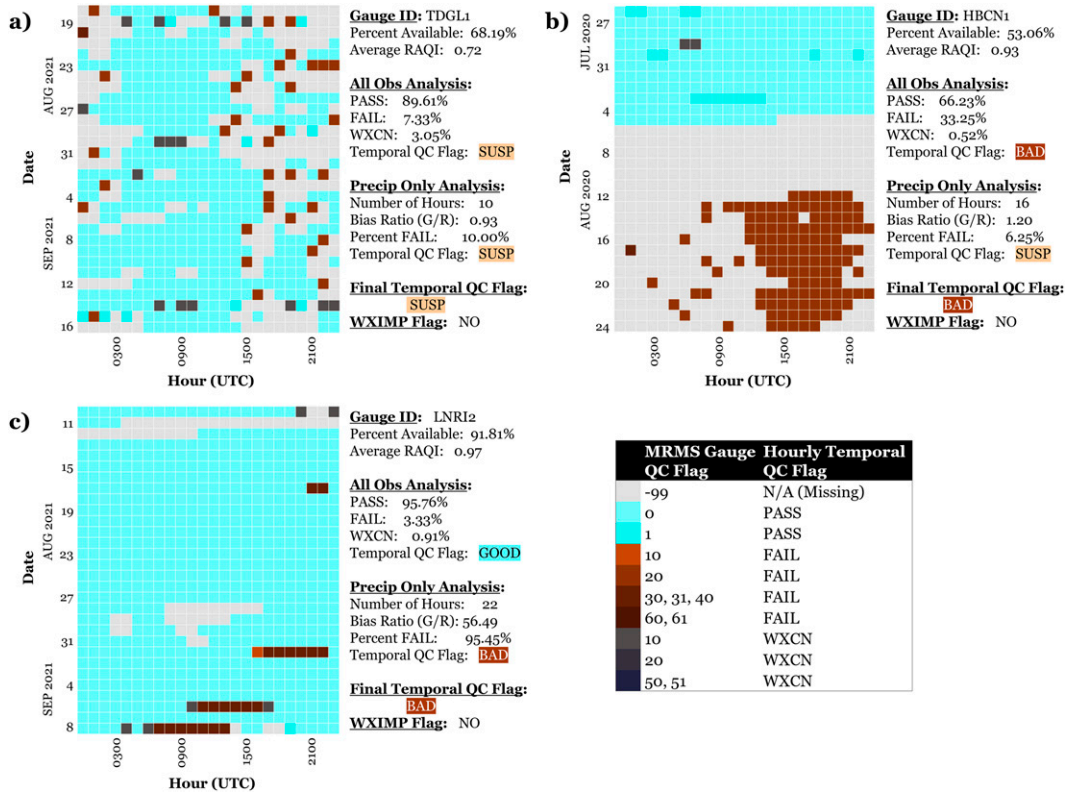 a)
19
23
27
31
4
8
12
16
AUG 2021
SEP 2021
Date
0300
0900
1500
2100
Hour (UTC)
Gauge ID: TDGL1
Percent Available: 68.19%
Average RAQI: 0.72
All Obs Analysis:
PASS: 89.61%
FAIL: 7.33%
WXCN: 3.05%
Temporal QC Flag: SUSP
Precip Only Analysis:
Number of Hours: 10
Bias Ratio (G/R): 0.93
Percent FAIL: 10.00%
Temporal QC Flag: SUSP
Final Temporal QC Flag:
SUSP
WXIMP Flag: NO
b)
27
31
4
8
12
16
20
24
JUL 2020
AUG 2020
Date
0300
0900
1500
2100
Hour (UTC)
Gauge ID: HBCN1
Percent Available: 53.06%
Average RAQI: 0.93
All Obs Analysis:
PASS: 66.23%
FAIL: 33.25%
WXCN: 0.52%
Temporal QC Flag: BAD
Precip Only Analysis:
Number of Hours: 16
Bias Ratio (G/R): 1.20
Percent FAIL: 6.25%
Temporal QC Flag: SUSP
Final Temporal QC Flag:
BAD
WXIMP Flag: NO
c)
11
15
19
23
27
31
4
8
AUG 2021
SEP 2021
Date
0300
0900
1500
2100
Hour (UTC)
Gauge ID: LNRI2
Percent Available: 91.81%
Average RAQI: 0.97
All Obs Analysis:
PASS: 95.76%
FAIL: 3.33%
WXCN: 0.91%
Temporal QC Flag: GOOD
Precip Only Analysis:
Number of Hours: 22
Bias Ratio (G/R): 56.49
Percent FAIL: 95.45%
Temporal QC Flag: BAD
Final Temporal QC Flag:
BAD
WXIMP Flag: NO
MRMS Gauge Hourly Temporal
QC Flag QC Flag
-99 N/A (Missing)
0 PASS
1 PASS
10 FAIL
20 FAIL
30, 31, 40 FAIL
60, 61 FAIL
10 WXCN
20 WXCN
50, 51 WXCN